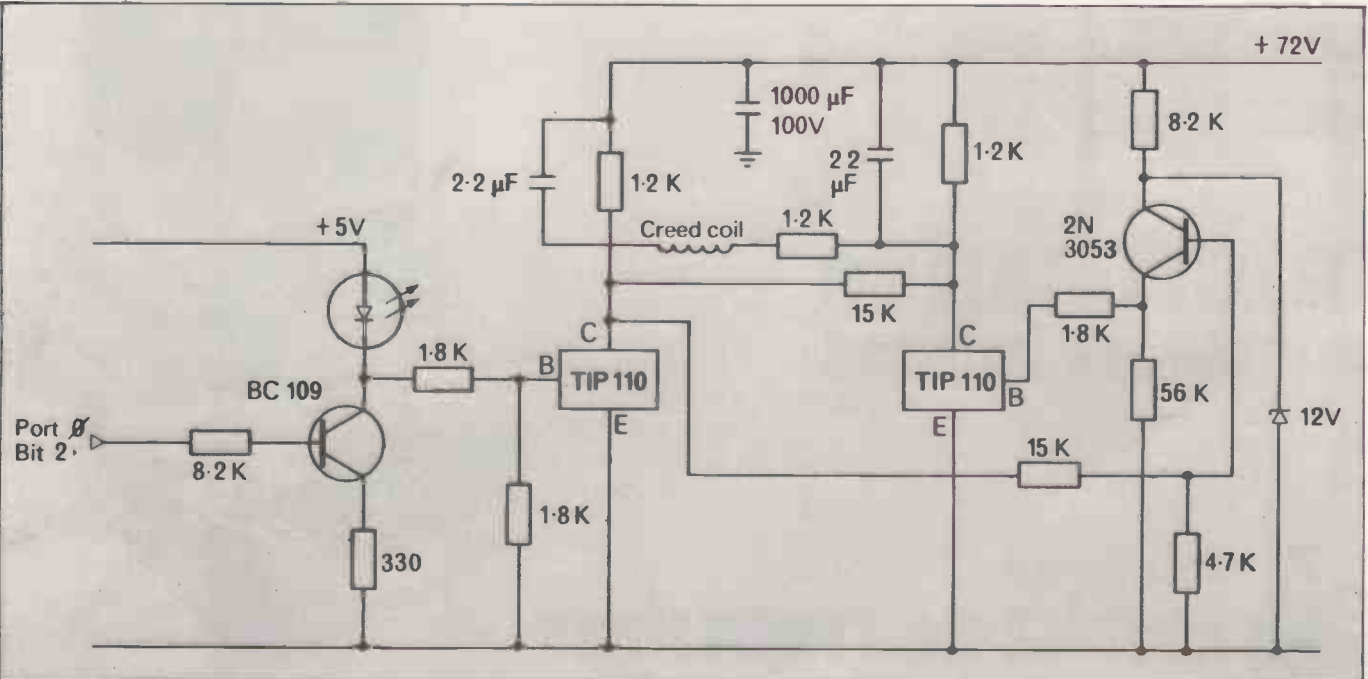 + 72V
1000 µF
100V
8·2 K
2·2 µF
1·2 K
2 2
µF
1·2 K
+ 5V
Creed coil
1·2 K
2N
3053
15 K
1·8 K
1·8 K
C
C
BC 109
B
TIP 110
TIP 110
B
56 K
12V
Port Ø
Bit 2
E
E
8·2 K
15 K
1·8 K
330
4·7 K